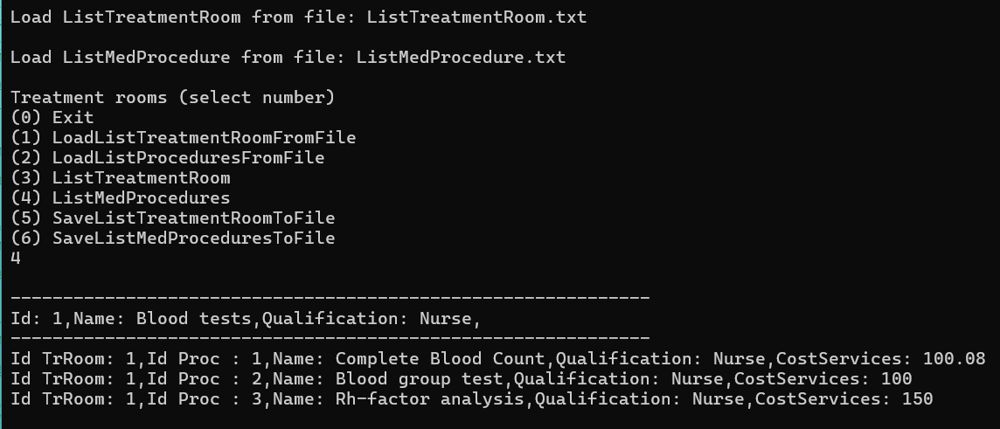 Load ListTreatmentRoom from file: ListTreatmentRoom.txt
Load ListMedProcedure from file: ListMedProcedure.txt
Treatment rooms (select number)
(0) Exit
(1) LoadListTreatmentRoomFromFile
(2) LoadListProceduresFromFile
(3) ListTreatmentRoom
(4) ListMedProcedures
(5) SaveListTreatmentRoomToFile
(6) SaveListMedProceduresToFile
4
-------------------------------------------------------------
Id: 1,Name: Blood tests,Qualification: Nurse,
-------------------------------------------------------------
Id TrRoom: 1,Id Proc : 1,Name: Complete Blood Count,Qualification: Nurse,CostServices: 100.08
Id TrRoom: 1,Id Proc : 2,Name: Blood group test,Qualification: Nurse,CostServices: 100
Id TrRoom: 1,Id Proc : 3,Name: Rh-factor analysis,Qualification: Nurse,CostServices: 150